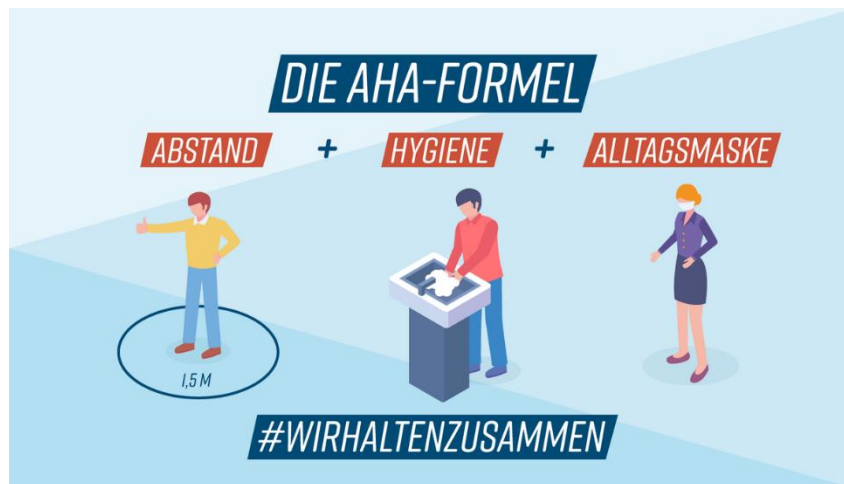 DIE AHA-FORMEL
ABSTAND + HYGIENE + ALLTAGSMASKE
1,5 M
#WIRHALTENZUSAMMEN